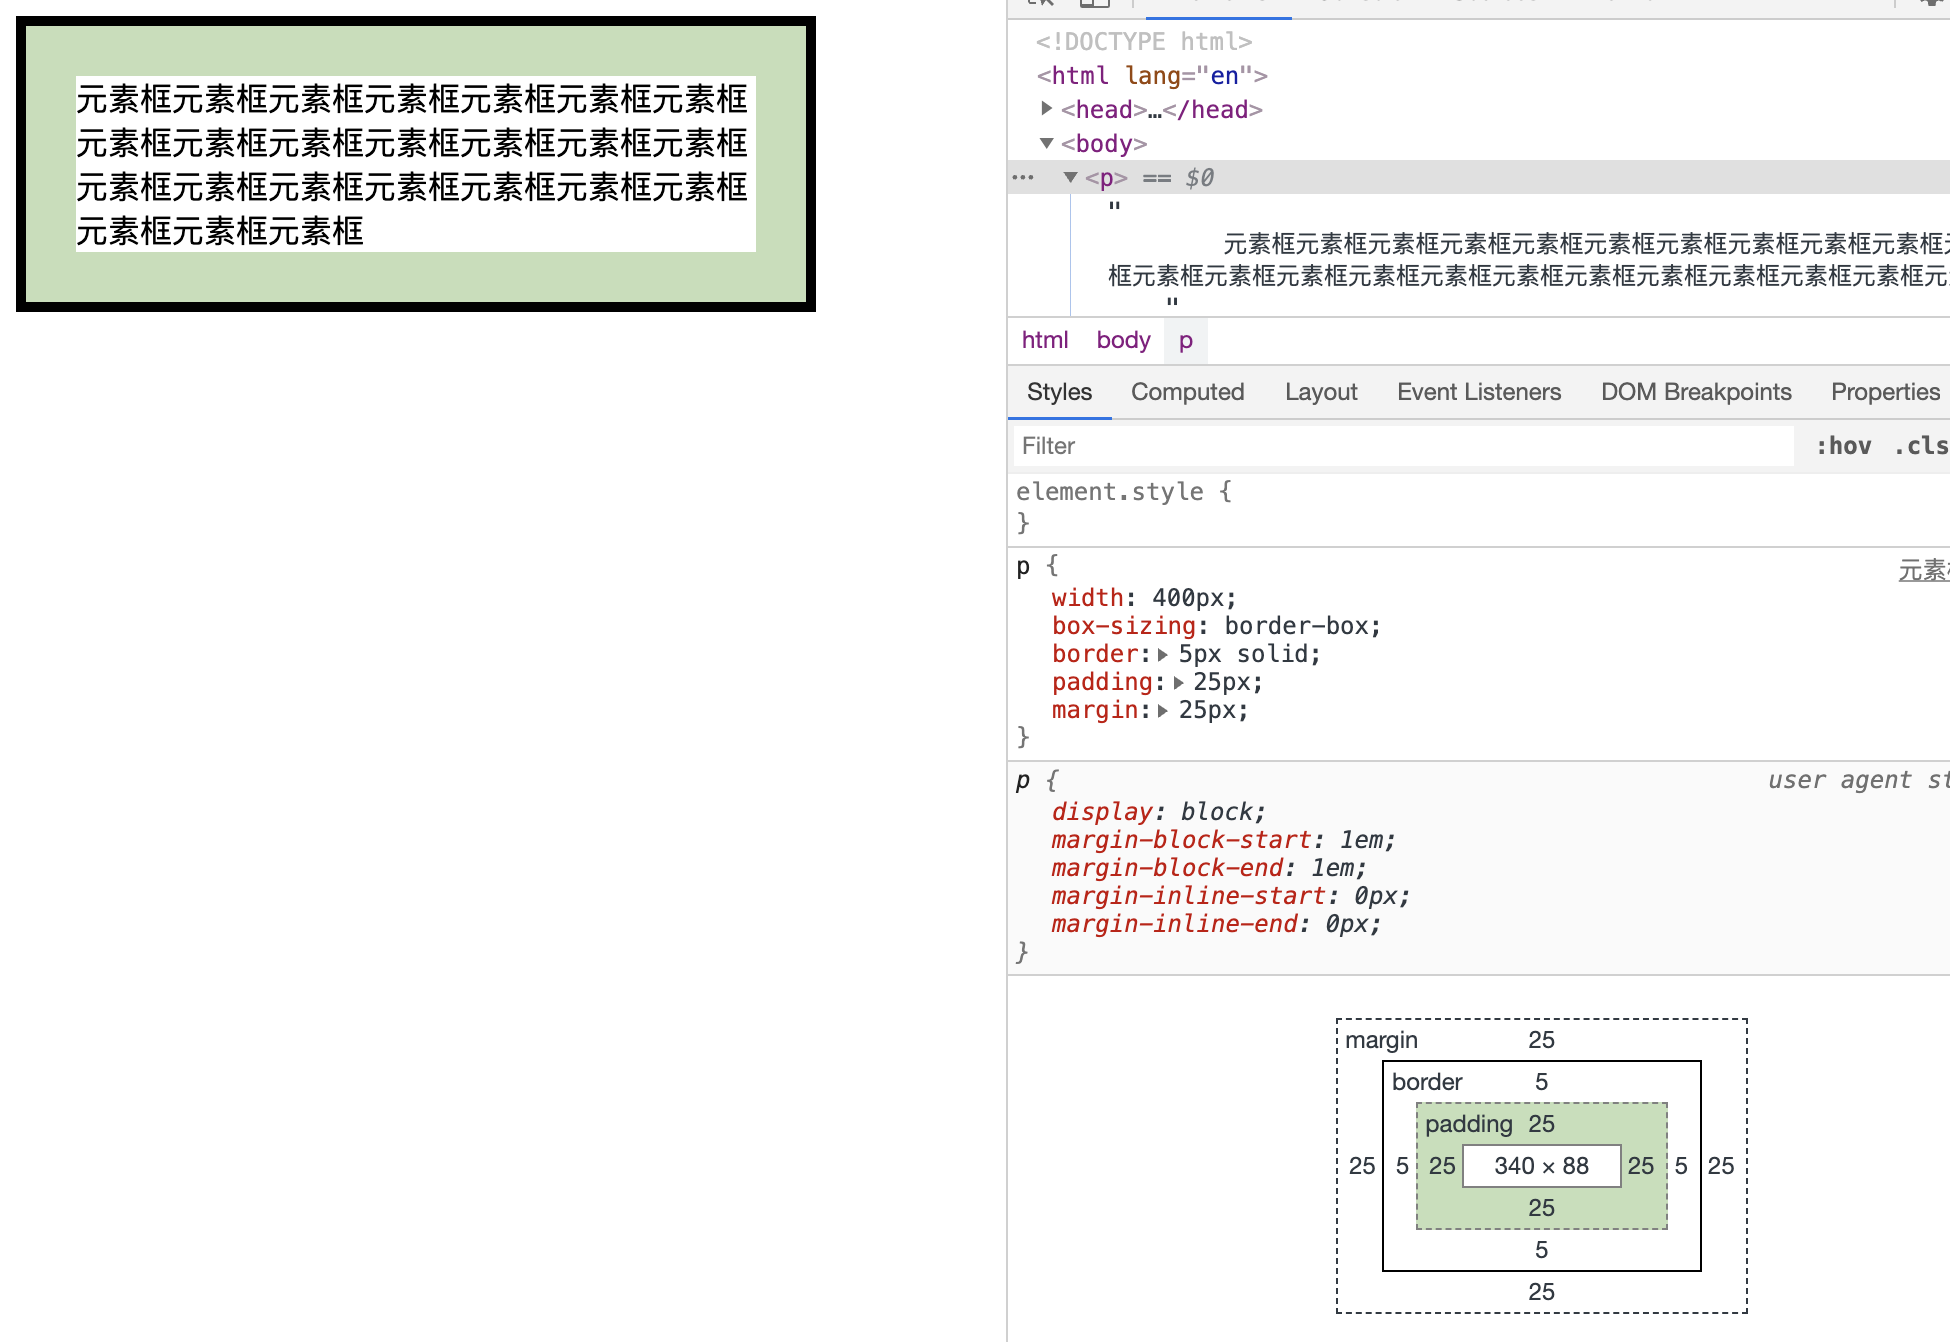 元素框元素框元素框元素框元素框元素框元素框
元素框元素框元素框元素框元素框元素框元素框
元素框元素框元素框元素框元素框元素框元素框
元素框元素框元素框
<!DOCTYPE html>
<html lang="en">
<head>…</head>
<body>
··· <p> == $0
"
元素框元素框元素框元素框元素框元素框元素框元素框元素框元素框
框元素框元素框元素框元素框元素框元素框元素框元素框元素框元素框元素框元
"
html body p
Styles Computed Layout Event Listeners DOM Breakpoints Properties
Filter :hov .cls
element.style {
}
p { 元素框
width: 400px;
box-sizing: border-box;
border: 5px solid;
padding: 25px;
margin: 25px;
}
p { user agent st
display: block;
margin-block-start: 1em;
margin-block-end: 1em;
margin-inline-start: 0px;
margin-inline-end: 0px;
}
margin 25
border 5
padding 25
25 5 25 340 × 88 25 5 25
25
5
25